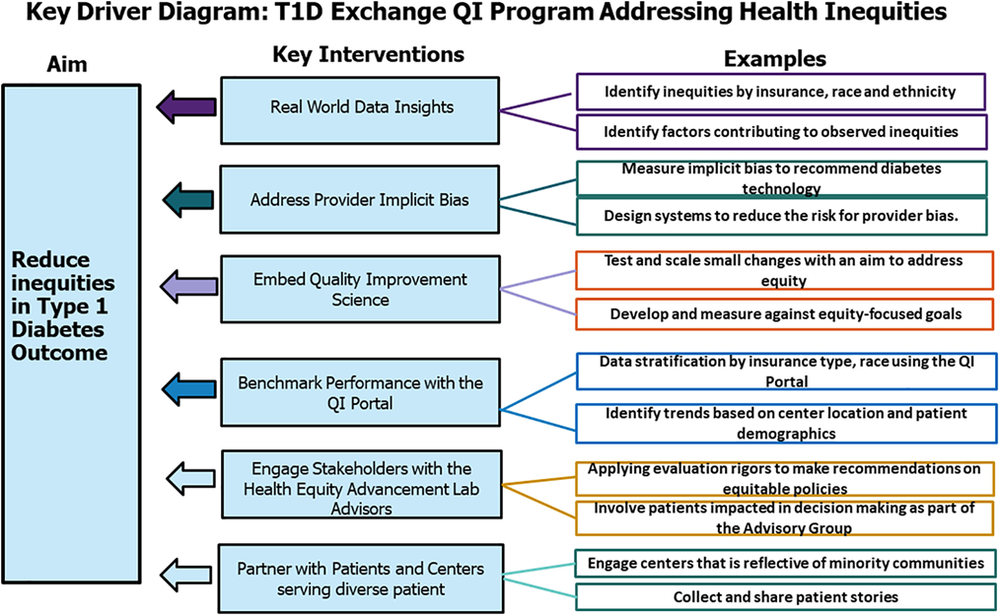 Key Driver Diagram: T1D Exchange QI Program Addressing Health Inequities
Aim
Key Interventions
Examples
Reduce
inequities
in Type 1
Diabetes
Outcome
Real World Data Insights
Identify inequities by insurance, race and ethnicity
Identify factors contributing to observed inequities
Address Provider Implicit Bias
Measure implicit bias to recommend diabetes
technology
Design systems to reduce the risk for provider bias.
Embed Quality Improvement
Science
Test and scale small changes with an aim to address
equity
Develop and measure against equity-focused goals
Benchmark Performance with the
QI Portal
Data stratification by insurance type, race using the QI
Portal
Identify trends based on center location and patient
demographics
Engage Stakeholders with the
Health Equity Advancement Lab
Advisors
Applying evaluation rigors to make recommendations on
equitable policies
Involve patients impacted in decision making as part of
the Advisory Group
Partner with Patients and Centers
serving diverse patient
Engage centers that is reflective of minority communities
Collect and share patient stories